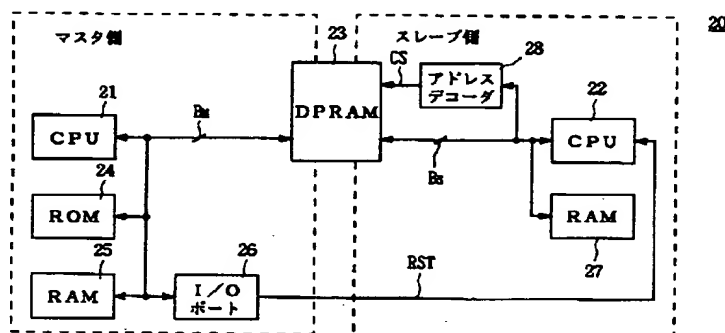 20
マスタ側
23
スレーブ側
CS
28
アドレス
デコーダ
21
CPU
Bm
DPRAM
22
CPU
24
ROM
Bs
25
RAM
26
I/Oポート
RAM
27
RST